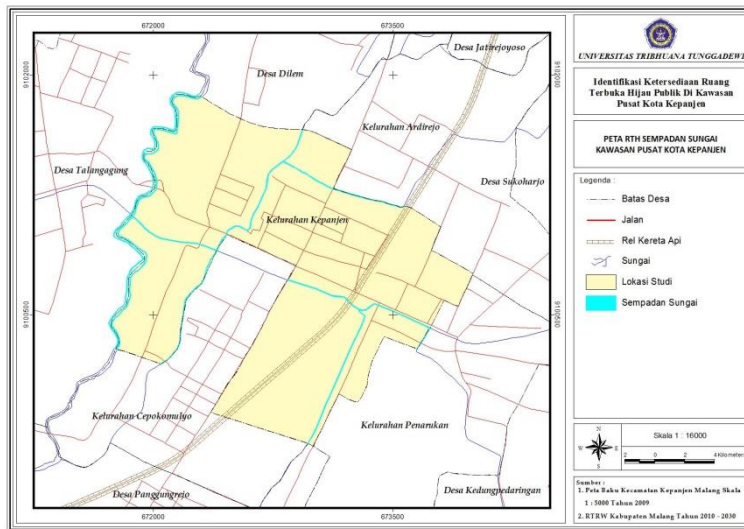 672000
673500
9102000
9102000
Desa Jatirejoyoso
Desa Dilem
Kelurahan Ardirejo
Desa Talangagung
Desa Sukoharjo
Kelurahan Kepanjen
9100500
9100500
Kelurahan Cepokomulyo
Kelurahan Penarukan
Desa Panggungrejo
Desa Kedungpedaringan
672000
673500
UNIVERSITAS TRIBHUANA TUNGGADEWI
Identifikasi Ketersediaan Ruang
Terbuka Hijau Publik Di Kawasan
Pusat Kota Kepanjen
PETA RTH SEMPADAN SUNGAI
KAWASAN PUSAT KOTA KEPANJEN
Legenda :
Batas Desa
Jalan
Rel Kereta Api
Sungai
Lokasi Studi
Sempadan Sungai
N
W
E
S
Skala 1 : 16000
2 0 2 4 Kilometers
Sumber :
1. Peta Baku Kecamatan Kepanjen Malang Skala
1 : 5000 Tahun 2009
2. RTRW Kabupaten Malang Tahun 2010 - 2030